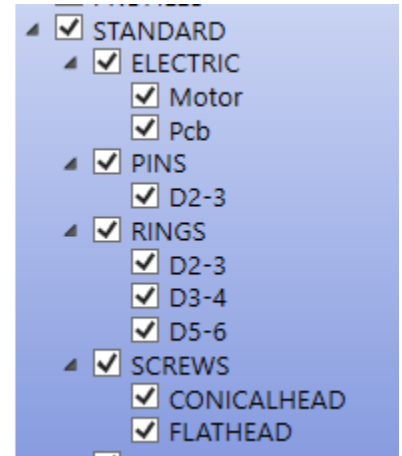 STANDARD
ELECTRIC
Motor
Pcb
PINS
D2-3
RINGS
D2-3
D3-4
D5-6
SCREWS
CONICALHEAD
FLATHEAD